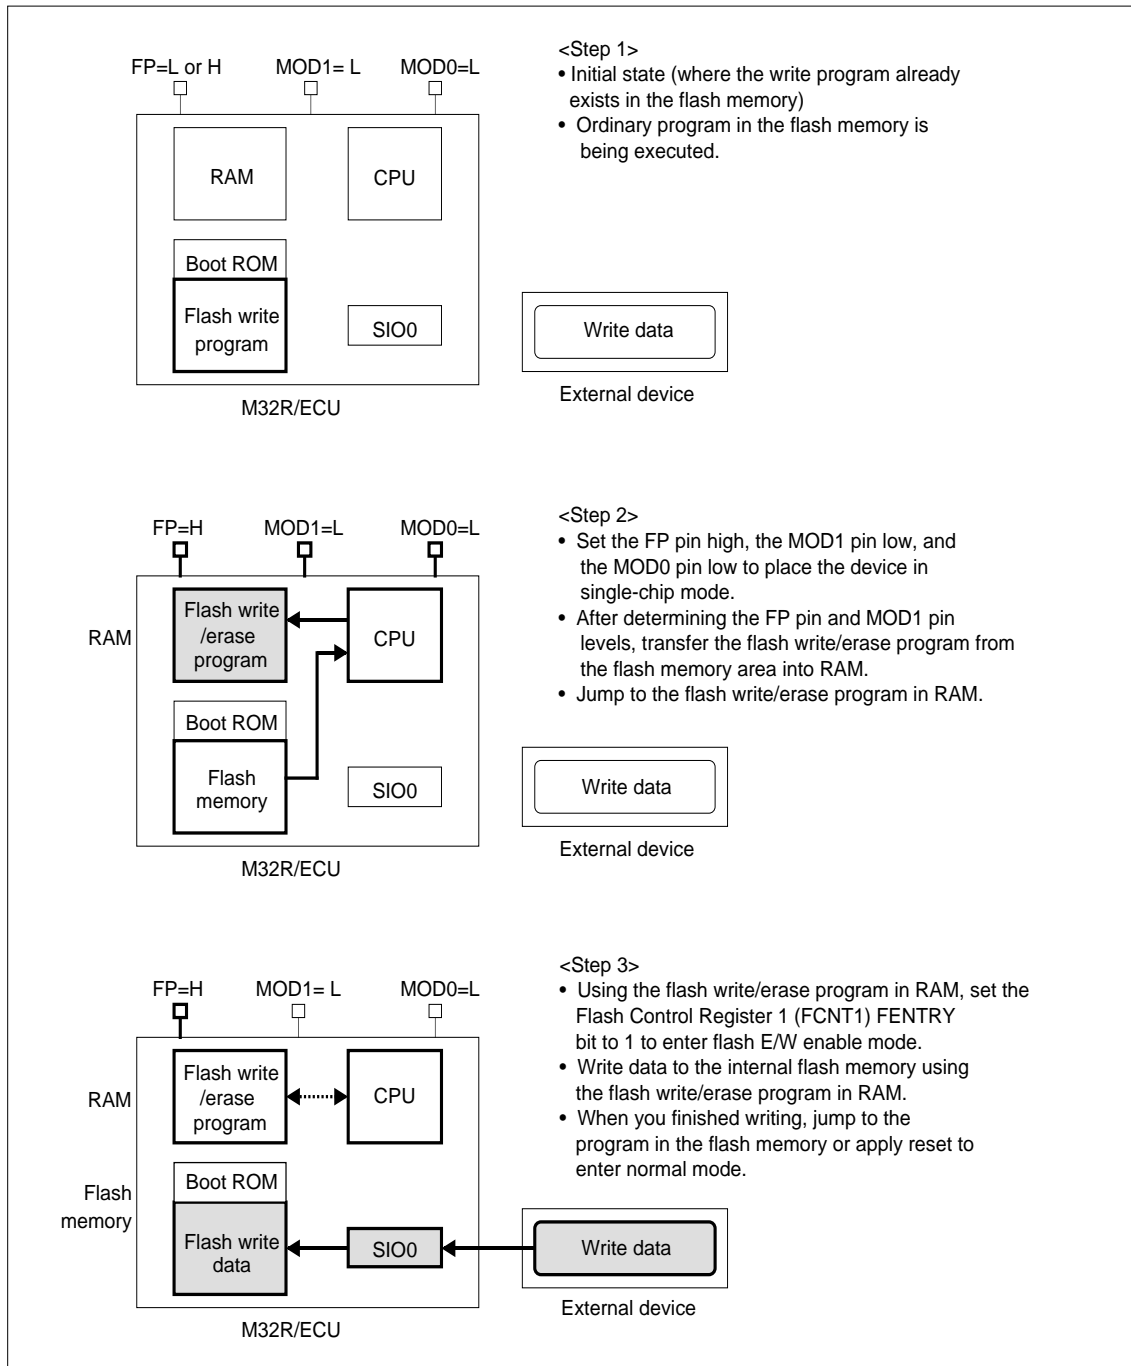 FP=L or H MOD1= L MOD0=L
RAM
CPU
Boot ROM
Flash write
program
SIO0
M32R/ECU
<Step 1>
• Initial state (where the write program already
exists in the flash memory)
• Ordinary program in the flash memory is
being executed.
Write data
External device
FP=H MOD1=L MOD0=L
RAM
Flash write
/erase
program
CPU
Boot ROM
Flash
memory
SIO0
M32R/ECU
<Step 2>
• Set the FP pin high, the MOD1 pin low, and
the MOD0 pin low to place the device in
single-chip mode.
• After determining the FP pin and MOD1 pin
levels, transfer the flash write/erase program from
the flash memory area into RAM.
• Jump to the flash write/erase program in RAM.
Write data
External device
FP=H MOD1= L MOD0=L
RAM
Flash write
/erase
program
CPU
Flash
memory
Boot ROM
Flash write
data
SIO0
M32R/ECU
<Step 3>
• Using the flash write/erase program in RAM, set the
Flash Control Register 1 (FCNT1) FENTRY
bit to 1 to enter flash E/W enable mode.
• Write data to the internal flash memory using
the flash write/erase program in RAM.
• When you finished writing, jump to the
program in the flash memory or apply reset to
enter normal mode.
Write data
External device